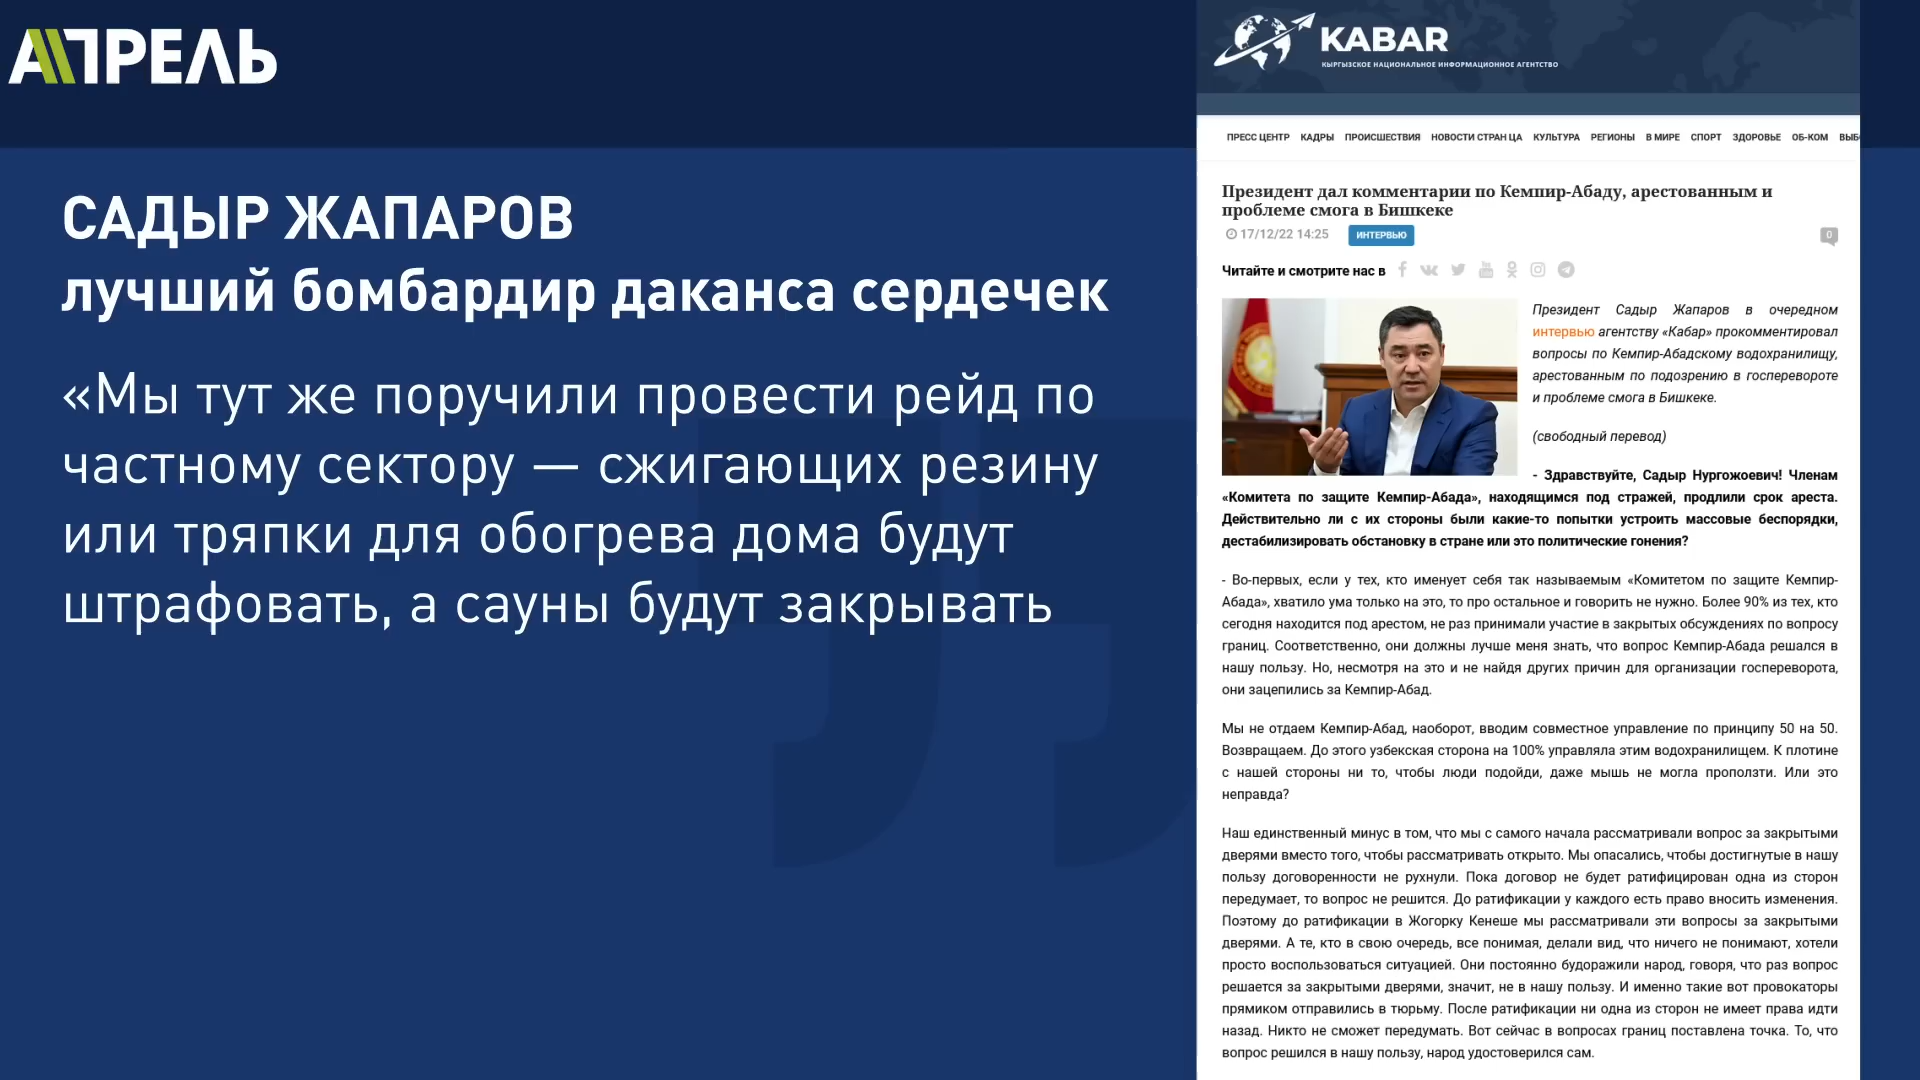 АПРЕЛЬ
САДЫР ЖАПАРОВ
лучший бомбардир даканса сердечек
«Мы тут же поручили провести рейд по
частному сектору — сжигающих резину
или тряпки для обогрева дома будут
штрафовать, а сауны будут закрывать
KABAR
КЫРГЫЗСКОЕ НАЦИОНАЛЬНОЕ ИНФОРМАЦИОННОЕ АГЕНТСТВО
ПРЕСС ЦЕНТР КАДРЫ ПРОИСШЕСТВИЯ НОВОСТИ СТРАН ЦА КУЛЬТУРА РЕГИОНЫ В МИРЕ СПОРТ ЗДОРОВЬЕ ОБ-КОМ ВЫБ
Президент дал комментарии по Кемпир-Абаду, арестованным и
проблеме смога в Бишкеке
17/12/22 14:25 ИНТЕРВЬЮ 0
Читайте и смотрите нас в
Президент Садыр Жапаров в очередном
интервью агентству «Кабар» прокомментировал
вопросы по Кемпир-Абадскому водохранилищу,
арестованным по подозрению в госперевороте
и проблеме смога в Бишкеке.
(свободный перевод)
- Здравствуйте, Садыр Нургожоевич! Членам
«Комитета по защите Кемпир-Абада», находящимся под стражей, продлили срок ареста.
Действительно ли с их стороны были какие-то попытки устроить массовые беспорядки,
дестабилизировать обстановку в стране или это политические гонения?
- Во-первых, если у тех, кто именует себя так называемым «Комитетом по защите Кемпир-
Абада», хватило ума только на это, то про остальное и говорить не нужно. Более 90% из тех, кто
сегодня находится под арестом, не раз принимали участие в закрытых обсуждениях по вопросу
границ. Соответственно, они должны лучше меня знать, что вопрос Кемпир-Абада решался в
нашу пользу. Но, несмотря на это и не найдя других причин для организации госпереворота,
они зацепились за Кемпир-Абад.
Мы не отдаем Кемпир-Абад, наоборот, вводим совместное управление по принципу 50 на 50.
Возвращаем. До этого узбекская сторона на 100% управляла этим водохранилищем. К плотине
с нашей стороны ни то, чтобы люди подойди, даже мышь не могла проползти. Или это
неправда?
Наш единственный минус в том, что мы с самого начала рассматривали вопрос за закрытыми
дверями вместо того, чтобы рассматривать открыто. Мы опасались, чтобы достигнутые в нашу
пользу договоренности не рухнули. Пока договор не будет ратифицирован одна из сторон
передумает, то вопрос не решится. До ратификации у каждого есть право вносить изменения.
Поэтому до ратификации в Жогорку Кенеше мы рассматривали эти вопросы за закрытыми
дверями. А те, кто в свою очередь, все понимая, делали вид, что ничего не понимают, хотели
просто воспользоваться ситуацией. Они постоянно будоражили народ, говоря, что раз вопрос
решается за закрытыми дверями, значит, не в нашу пользу. И именно такие вот провокаторы
прямиком отправились в тюрьму. После ратификации ни одна из сторон не имеет права идти
назад. Никто не сможет передумать. Вот сейчас в вопросах границ поставлена точка. То, что
вопрос решился в нашу пользу, народ удостоверился сам.